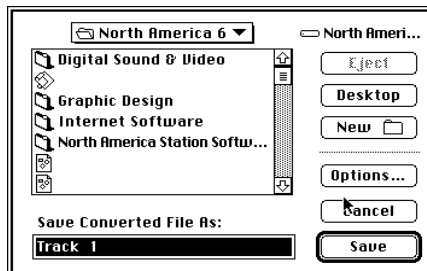 North America 6
North Ameri...
Digital Sound & Video
Graphic Design
Internet Software
North America Station Softw...
Eject
Desktop
New
Options...
Cancel
Save
Save Converted File As:
Track 1